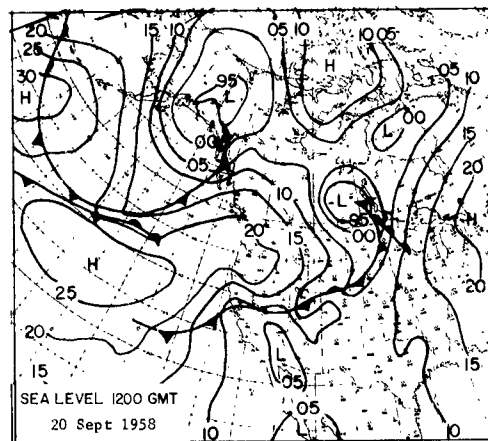 20 15 10 10 05
25 15 10 05
30 95 H 05
H L 10
00 00
05 L 15
10 L 20
95 H
20 15 00
H
25 20
20
15 L
SEA LEVEL 1200 GMT 05
20 Sept 1958 05 05
10 10